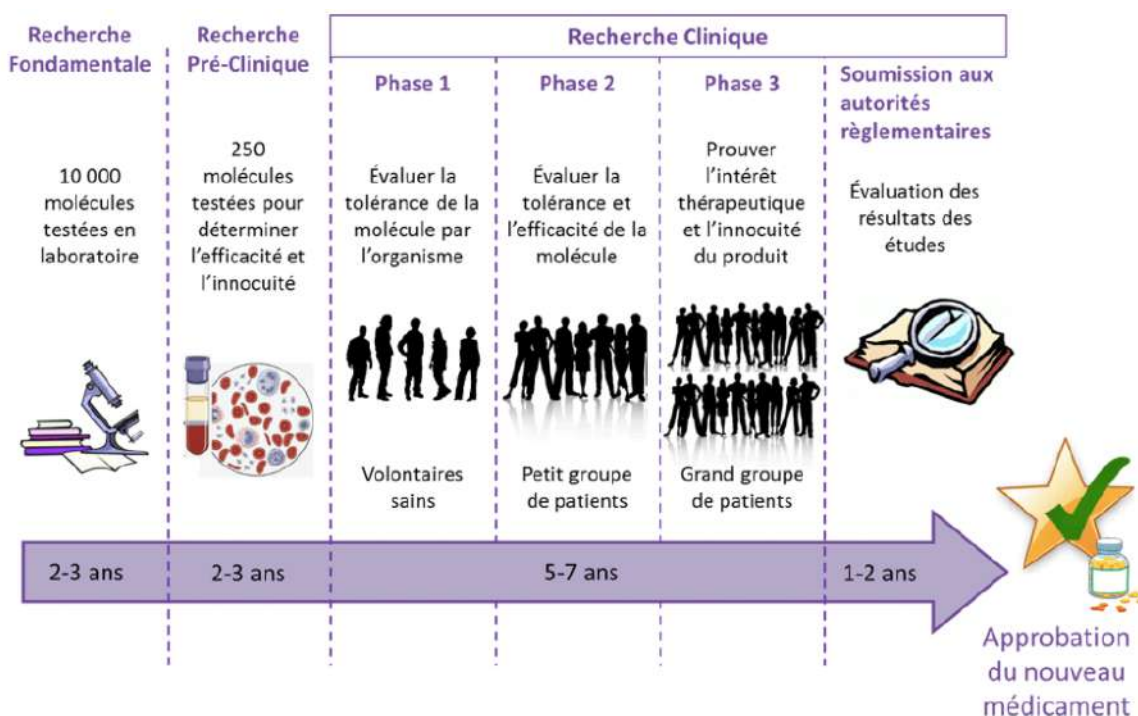 Recherche
Fondamentale
10 000
molécules
testées en
laboratoire
Recherche
Pré-Clinique
250
molécules
testées pour
déterminer
l'efficacité et
l'innocuité
Recherche Clinique
Phase 1
Évaluer la
tolérance de la
molécule par
l'organisme
Volontaires
sains
Phase 2
Évaluer la
tolérance et
l'efficacité de la
molécule
Petit groupe
de patients
Phase 3
Prouver
l'intérêt
thérapeutique
et l'innocuité
du produit
Grand groupe
de patients
Soumission aux
autorités
règlementaires
Évaluation des
résultats des
études
2-3 ans
2-3 ans
5-7 ans
1-2 ans
Approbation
du nouveau
médicament